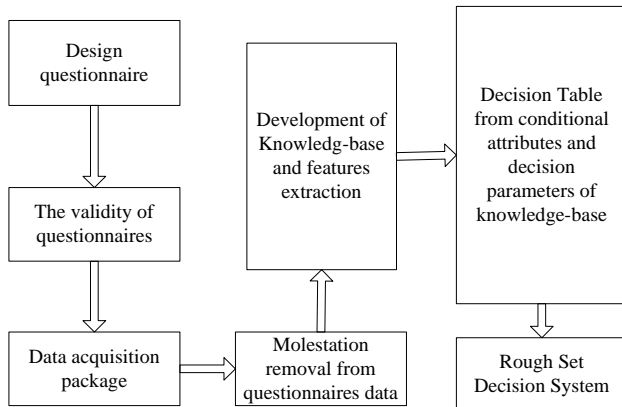 Design
questionnaire
The validity of
questionnaires
Data acquisition
package
Molestation
removal from
questionnaires data
Development of
Knowledg-base
and features
extraction
Decision Table
from conditional
attributes and
decision
parameters of
knowledge-base
Rough Set
Decision System